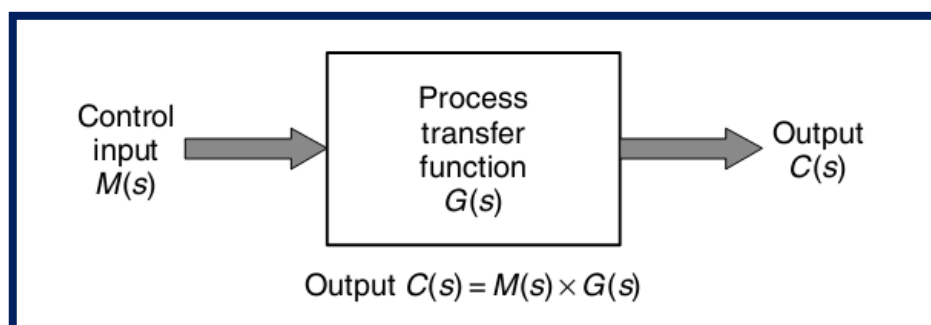 Control
input
M(s)
Process
transfer
function
G(s)
Output
C(s)
Output C(s) = M(s) × G(s)